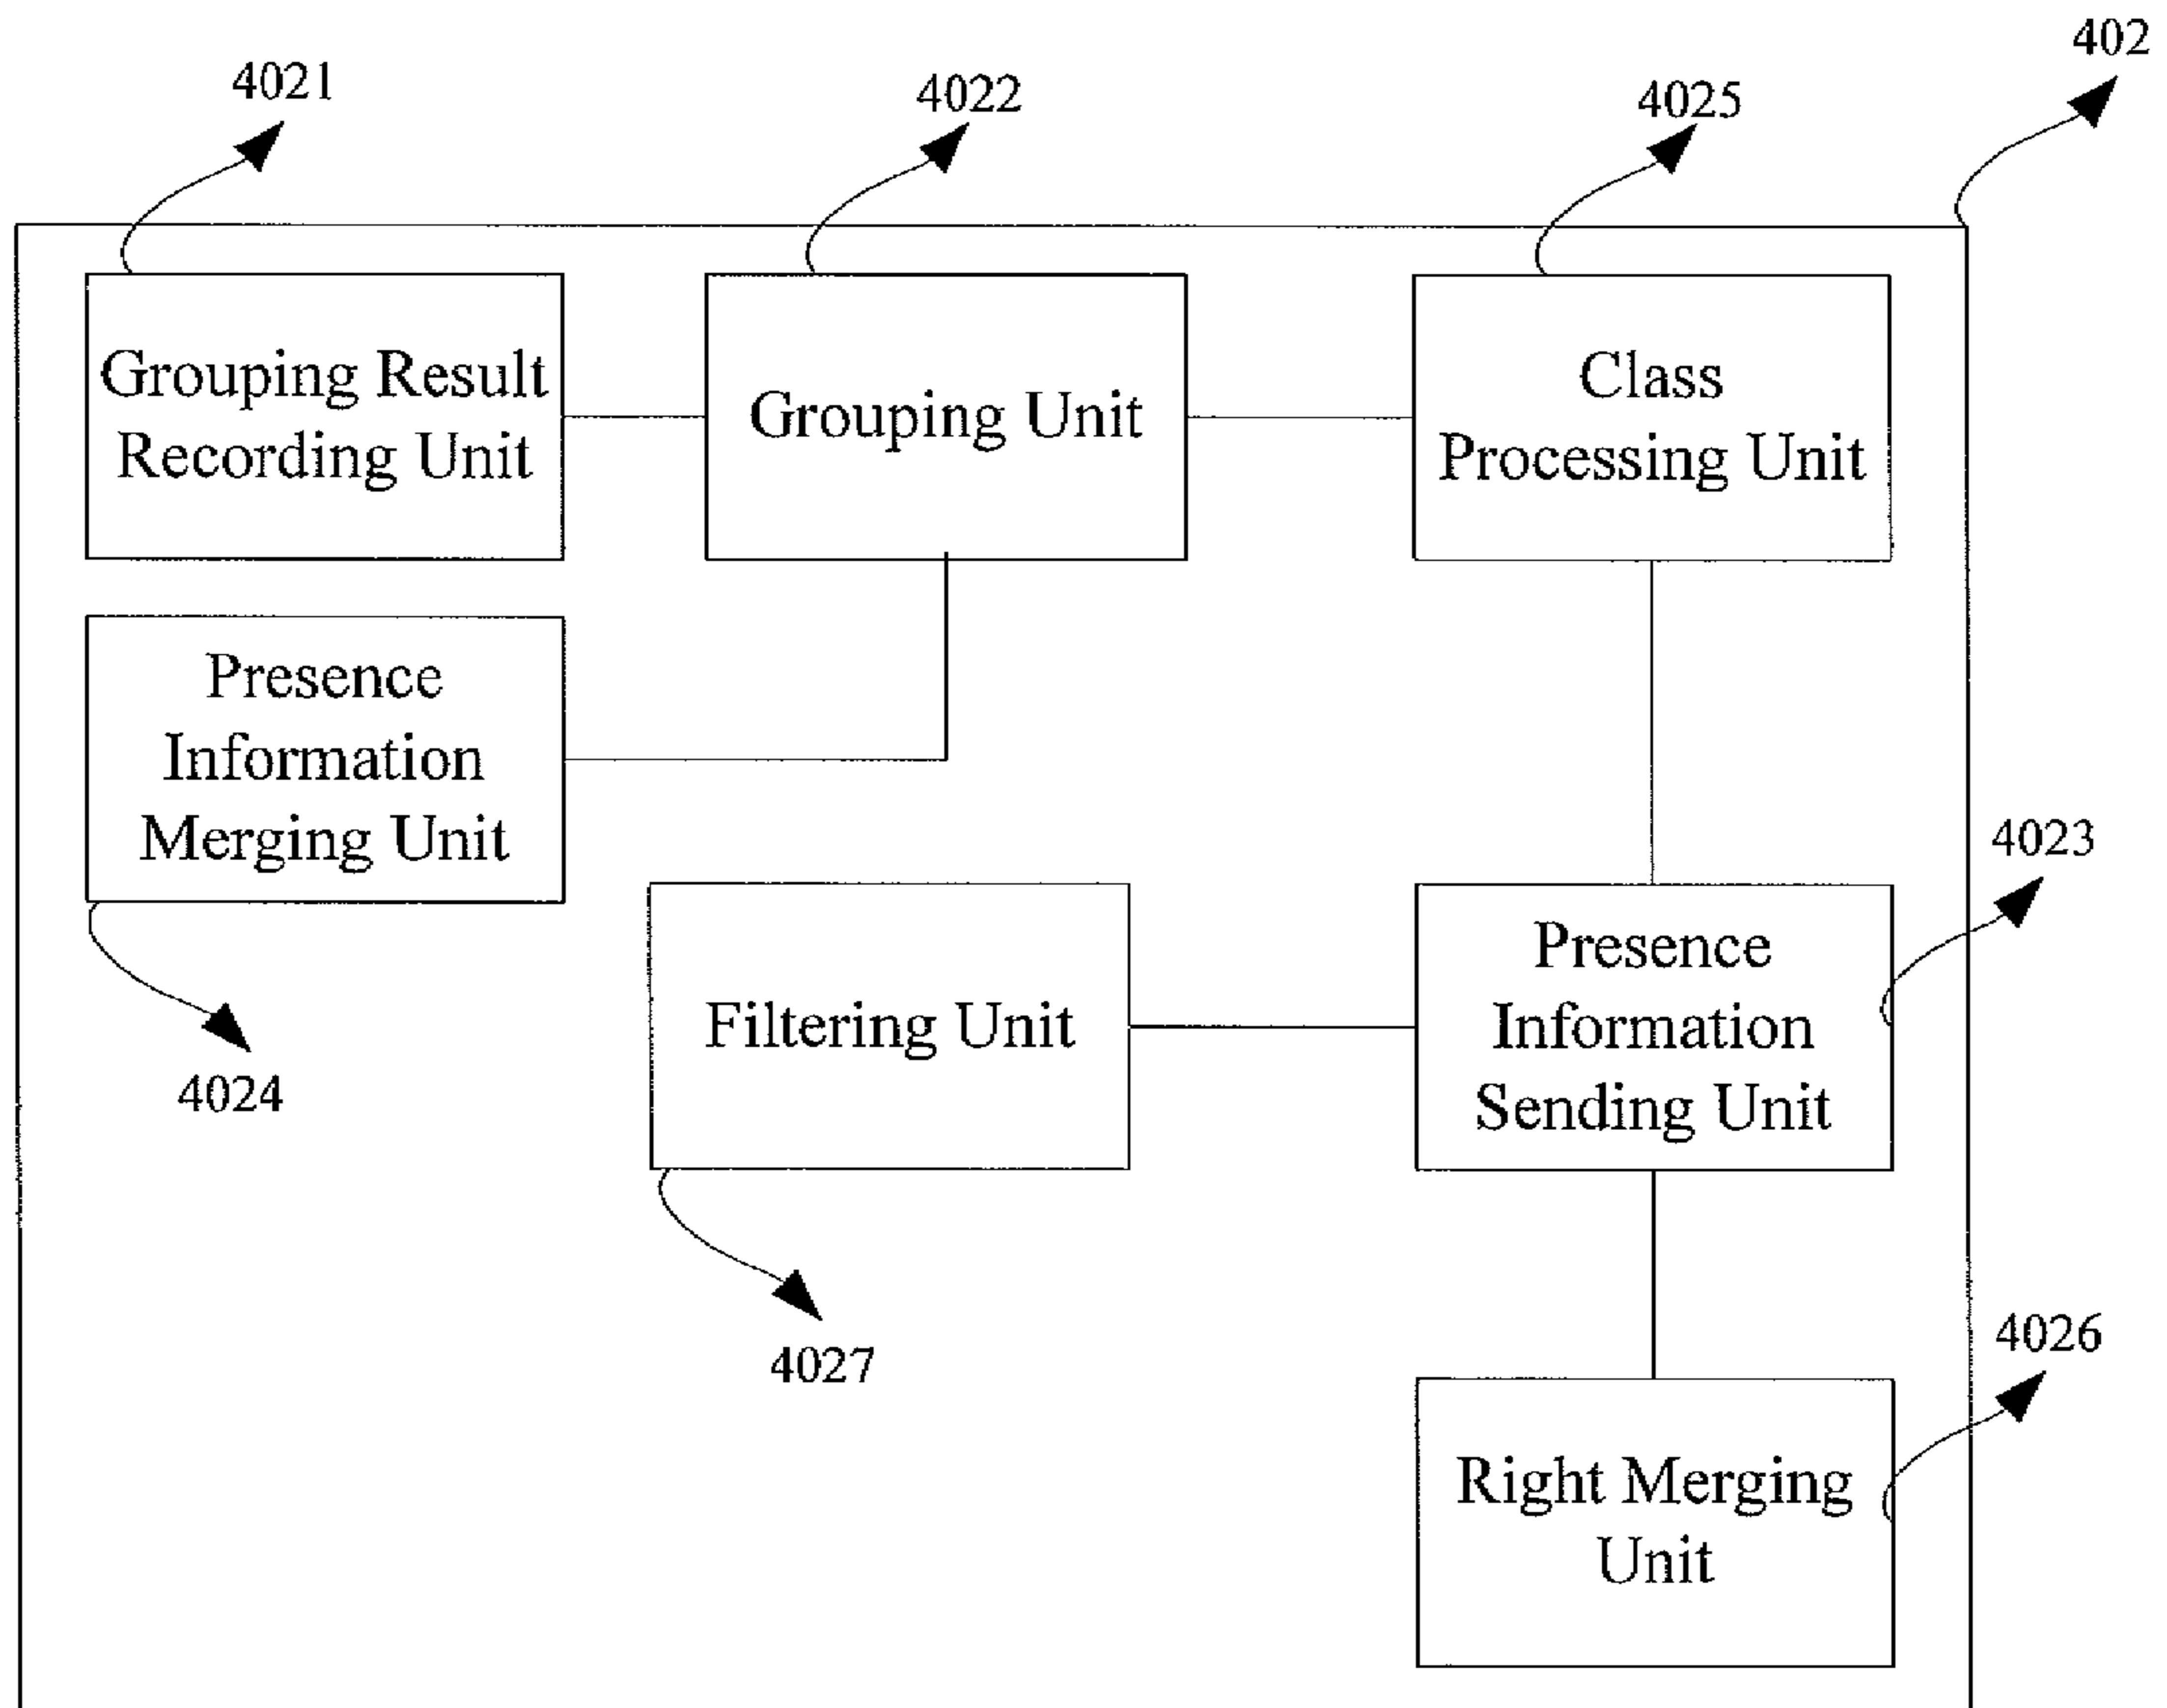 402
4021
4022
4025
Grouping Result
Recording Unit
Grouping Unit
Class
Processing Unit
Presence
Information
Merging Unit
4024
Filtering Unit
4027
Presence
Information
Sending Unit
4023
Right Merging
Unit
4026